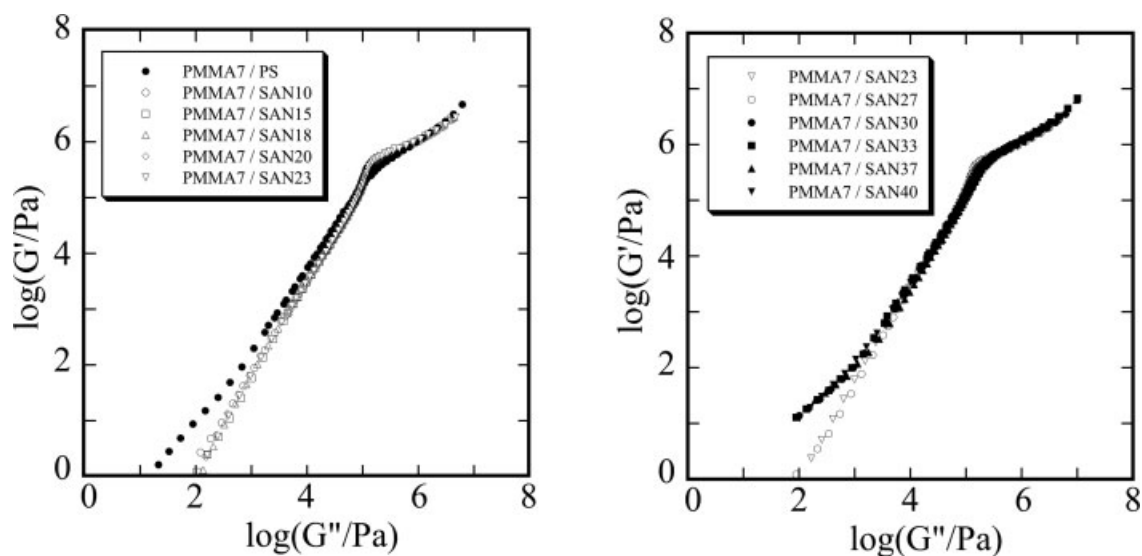 8
6
4
2
0
log(G'/Pa)
PMMA7 / PS
PMMA7 / SAN10
PMMA7 / SAN15
PMMA7 / SAN18
PMMA7 / SAN20
PMMA7 / SAN23
0 2 4 6 8
log(G"/Pa)
8
6
4
2
0
log(G'/Pa)
PMMA7 / SAN23
PMMA7 / SAN27
PMMA7 / SAN30
PMMA7 / SAN33
PMMA7 / SAN37
PMMA7 / SAN40
0 2 4 6 8
log(G"/Pa)